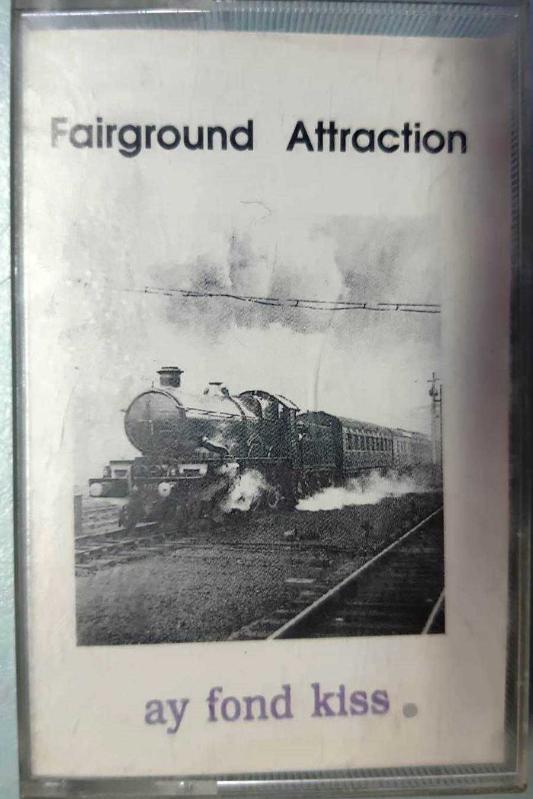 Fairground Attraction
ay fond kiss